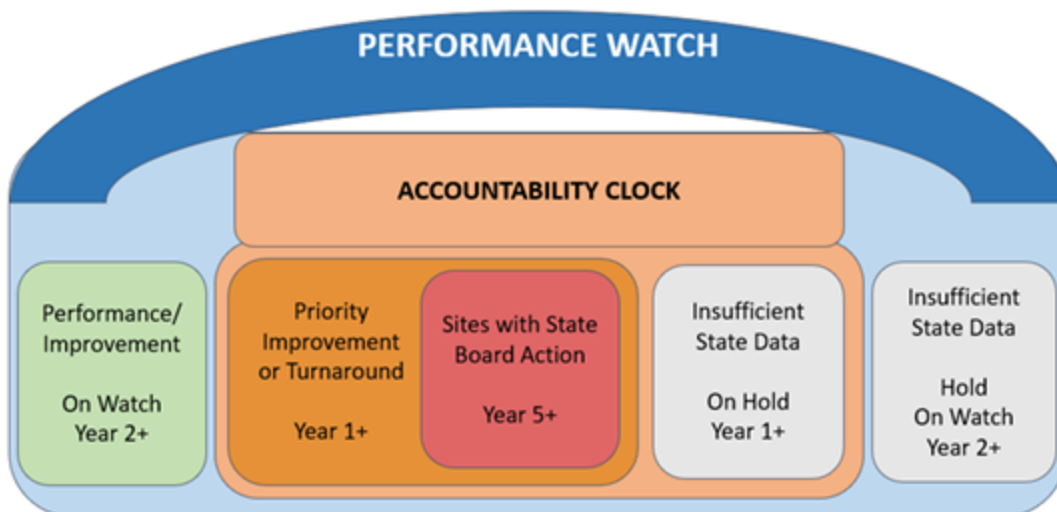 PERFORMANCE WATCH
ACCOUNTABILITY CLOCK
Performance/
Improvement
On Watch
Year 2+
Priority
Improvement
or Turnaround
Year 1+
Sites with State
Board Action
Year 5+
Insufficient
State Data
On Hold
Year 1+
Insufficient
State Data
Hold
On Watch
Year 2+